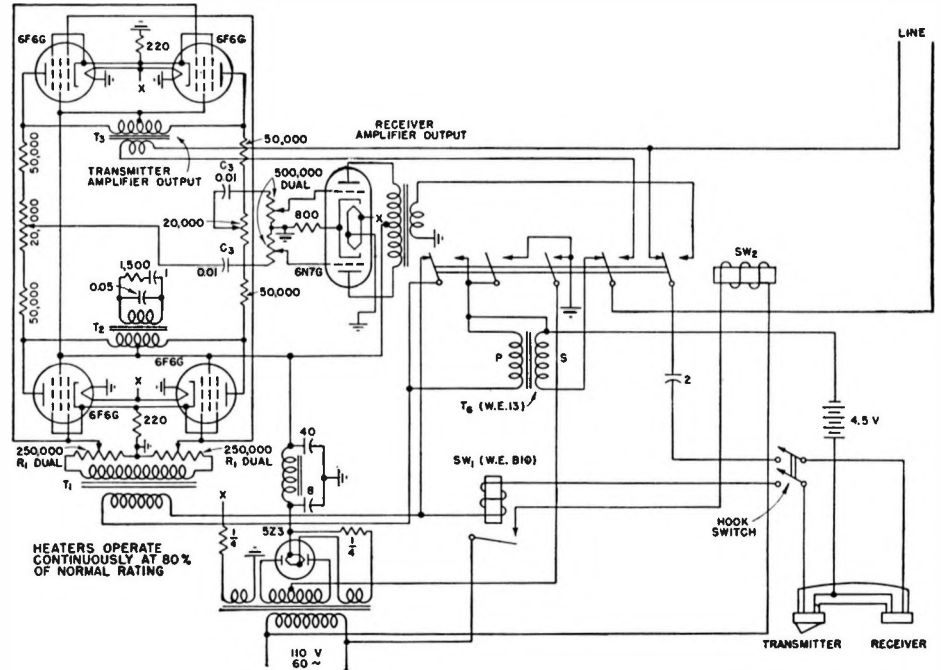 6F6G
220
6F6G
X
LINE
T3
TRANSMITTER
AMPLIFIER OUTPUT
RECEIVER
AMPLIFIER OUTPUT
50,000
50,000
C3
0.01
500,000
DUAL
20,000
20,000
800
X
C3
0.01
6N7G
SW2
1,500
1
0.05
50,000
50,000
T2
6F6G
X
6F6G
220
P
S
T6 (W.E.13)
2
4.5 V
250,000
R1 DUAL
250,000
R1 DUAL
T1
40
8
SW1 (W.E. B10)
HOOK
SWITCH
X
1/4
5Z3
1/4
HEATERS OPERATE
CONTINUOUSLY AT 80%
OF NORMAL RATING
110 V
60 ~
TRANSMITTER
RECEIVER